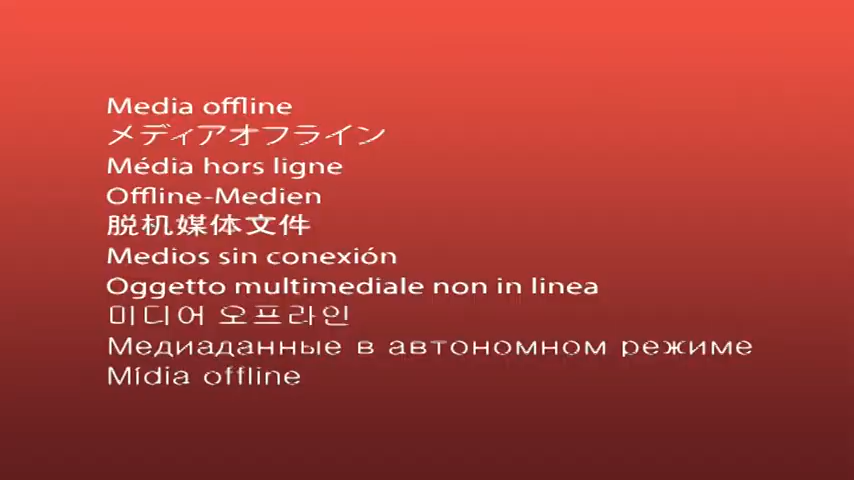 Media offline
メディアオフライン
Média hors ligne
Offline-Medien
脱机媒体文件
Medios sin conexión
Oggetto multimediale non in linea
미디어 오프라인
Медиаданные в автономном режиме
Mídia offline